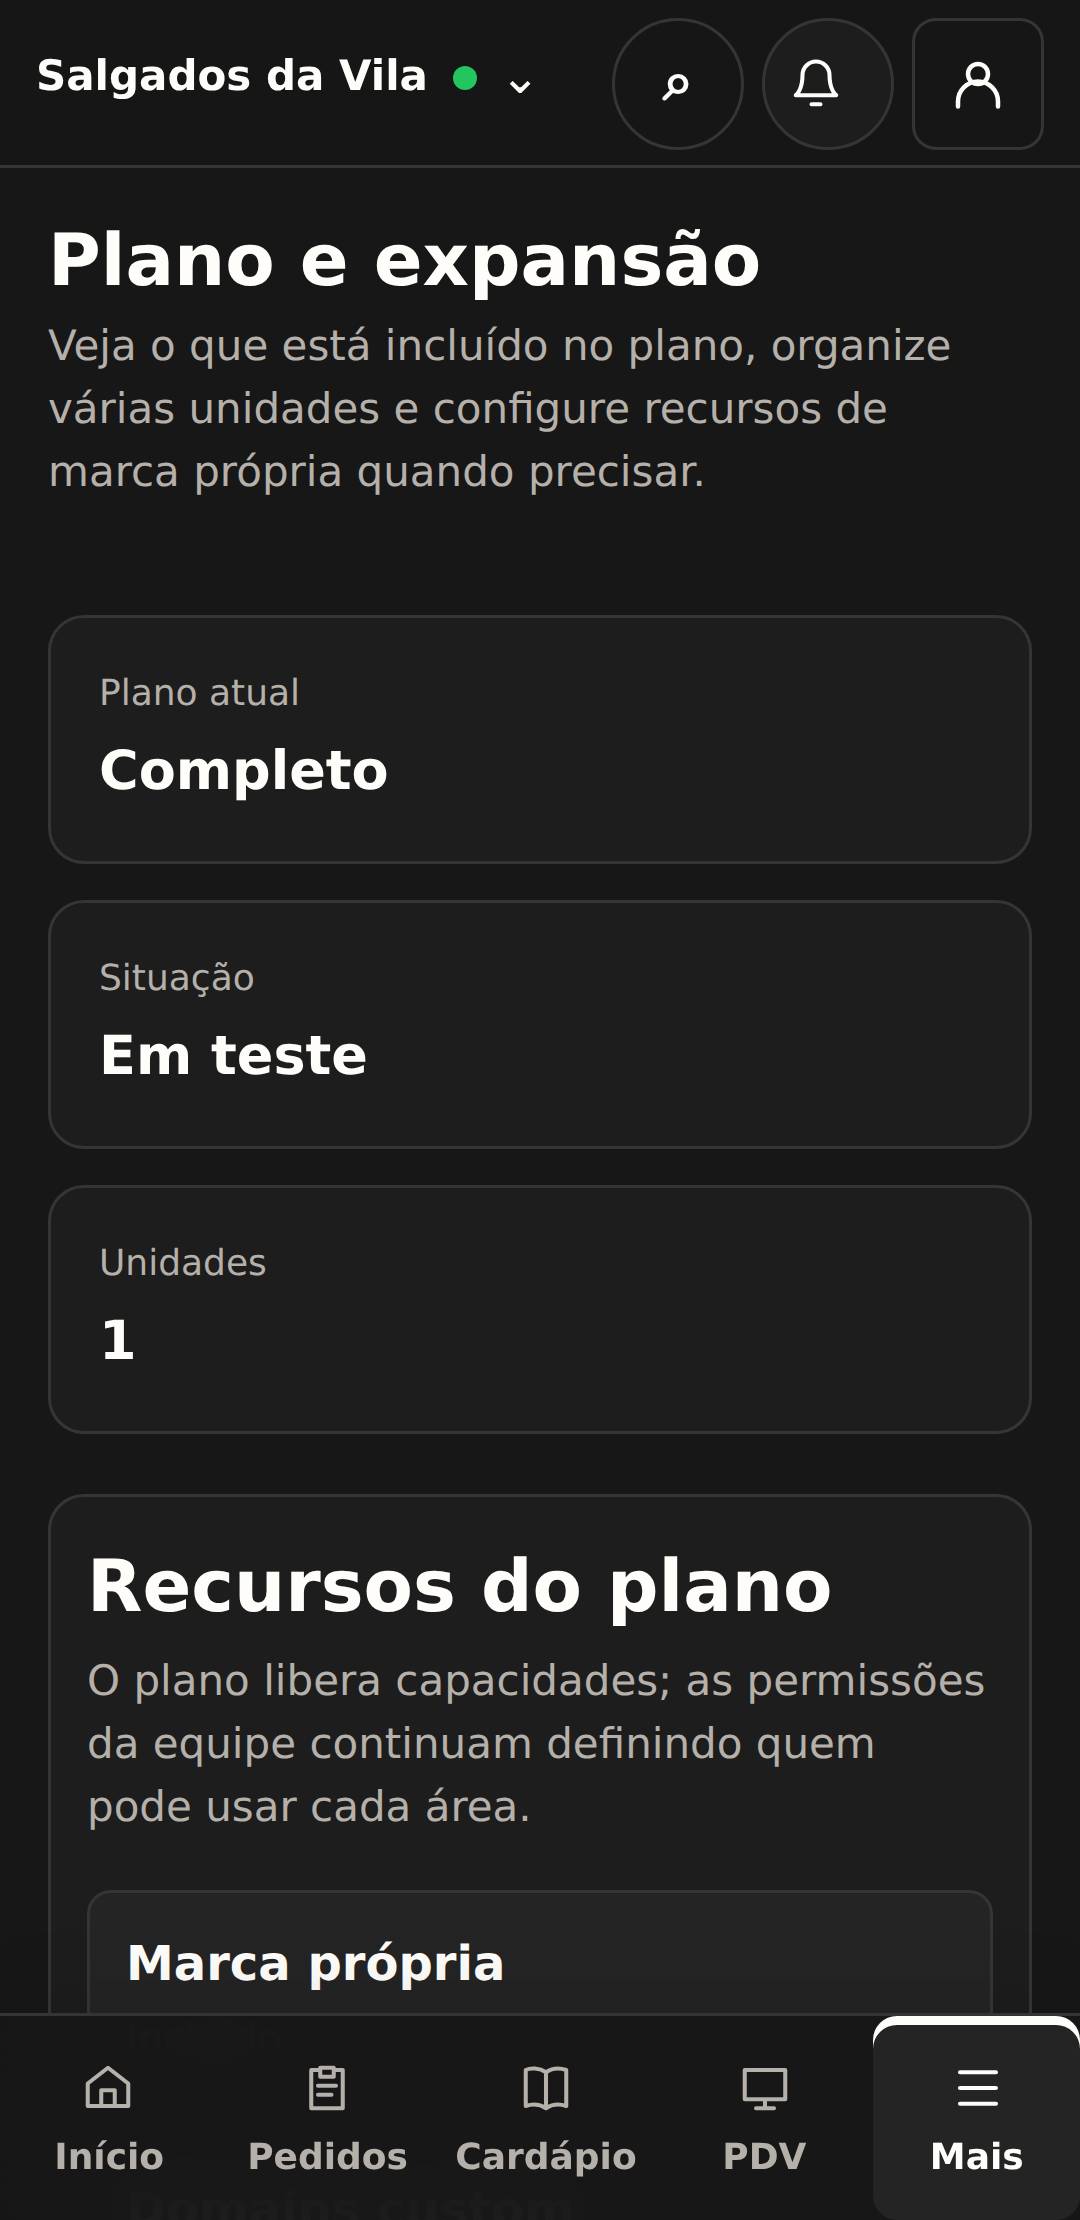 Salgados da Vila
Plano e expansão
Veja o que está incluído no plano, organize
várias unidades e configure recursos de
marca própria quando precisar.
Plano atual
Completo
Situação
Em teste
Unidades
1
Recursos do plano
O plano libera capacidades; as permissões
da equipe continuam definindo quem
pode usar cada área.
Marca própria
Início
Pedidos
Cardápio
PDV
Mais
Domains custom